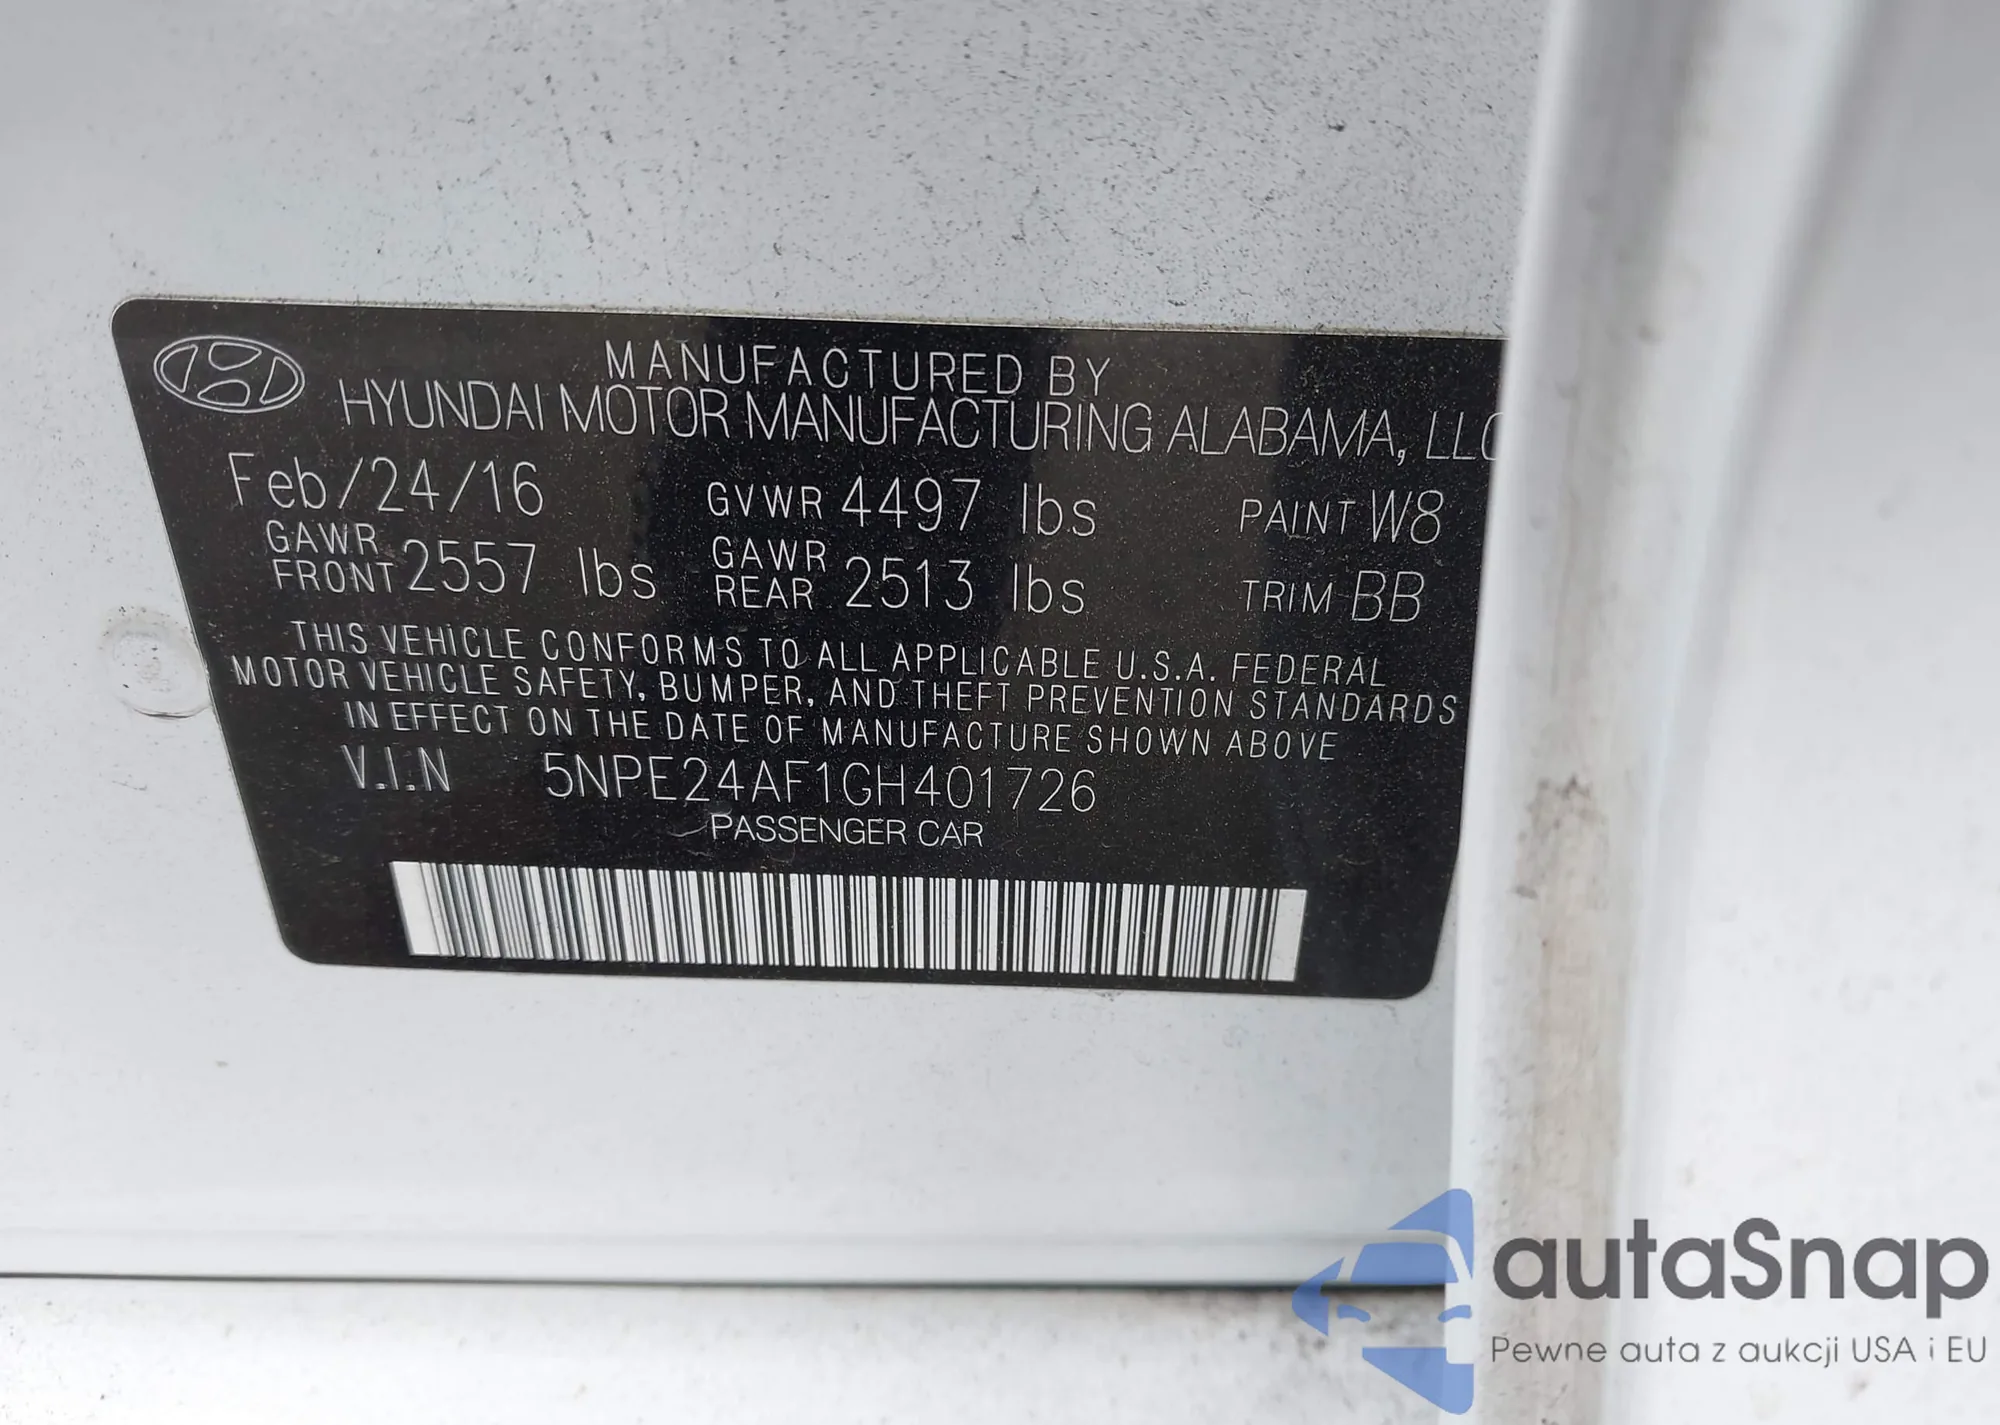 MANUFACTURED BY
HYUNDAI MOTOR MANUFACTURING ALABAMA, LLC
Feb/24/16 GVWR 4497 lbs PAINT W8
GAWR FRONT 2557 lbs GAWR REAR 2513 lbs TRIM BB
THIS VEHICLE CONFORMS TO ALL APPLICABLE U.S.A. FEDERAL
MOTOR VEHICLE SAFETY, BUMPER, AND THEFT PREVENTION STANDARDS
IN EFFECT ON THE DATE OF MANUFACTURE SHOWN ABOVE
V.I.N 5NPE24AF1GH401726
PASSENGER CAR
autaSnap
Pewne auta z aukcji USA i EU